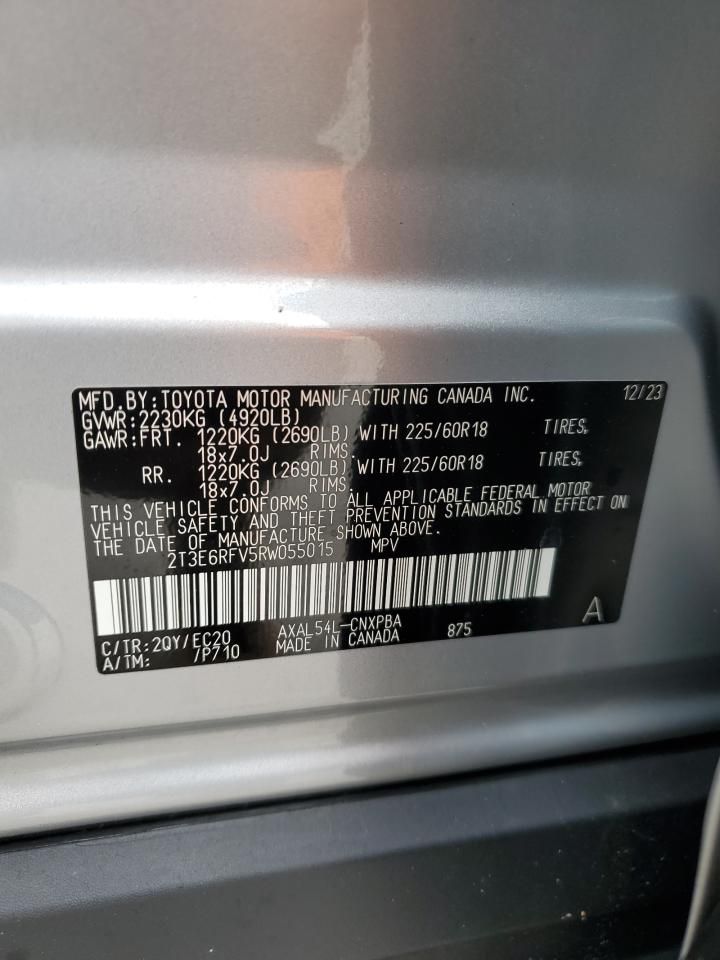 MFD.BY:TOYOTA MOTOR MANUFACTURING CANADA INC. 12/23
GVWR:2230KG (4920LB)
GAWR:FRT. 1220KG (2690LB) WITH 225/60R18 TIRES,
18x7.0J RIMS.
RR. 1220KG (2690LB) WITH 225/60R18 TIRES,
18x7.0J RIMS.
THIS VEHICLE CONFORMS TO ALL APPLICABLE FEDERAL MOTOR
VEHICLE SAFETY AND THEFT PREVENTION STANDARDS IN EFFECT ON
THE DATE OF MANUFACTURE SHOWN ABOVE.
2T3E6RFV5RW055015 MPV
C/TR:2QY/EC20 AXAL54L-CNXPBA 875 A
A/TM: /P710 MADE IN CANADA